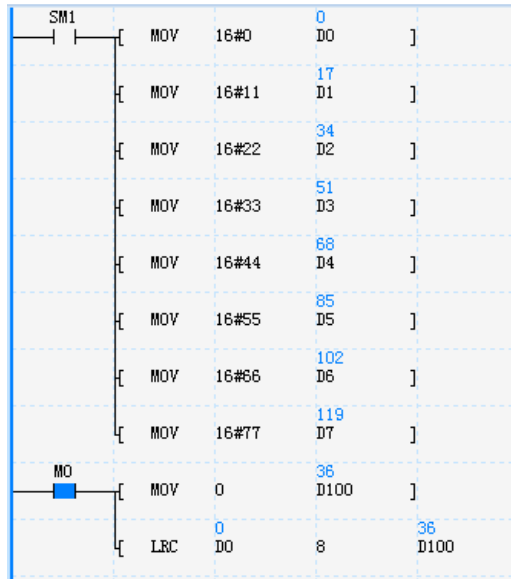 SM1
0
[ MOV 16#0 D0 ]
17
[ MOV 16#11 D1 ]
34
[ MOV 16#22 D2 ]
51
[ MOV 16#33 D3 ]
68
[ MOV 16#44 D4 ]
85
[ MOV 16#55 D5 ]
102
[ MOV 16#66 D6 ]
119
[ MOV 16#77 D7 ]
M0
36
[ MOV 0 D100 ]
0 36
[ LRC D0 8 D100